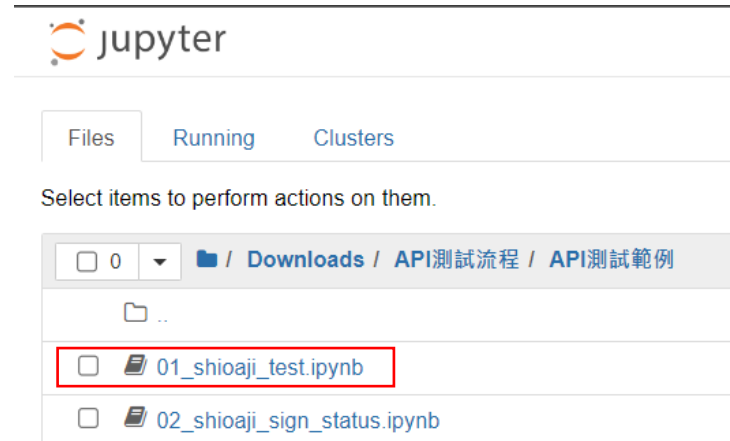 jupyter
Files Running Clusters
Select items to perform actions on them.
0 / Downloads / API測試流程 / API測試範例
..
01_shioaji_test.ipynb
02_shioaji_sign_status.ipynb